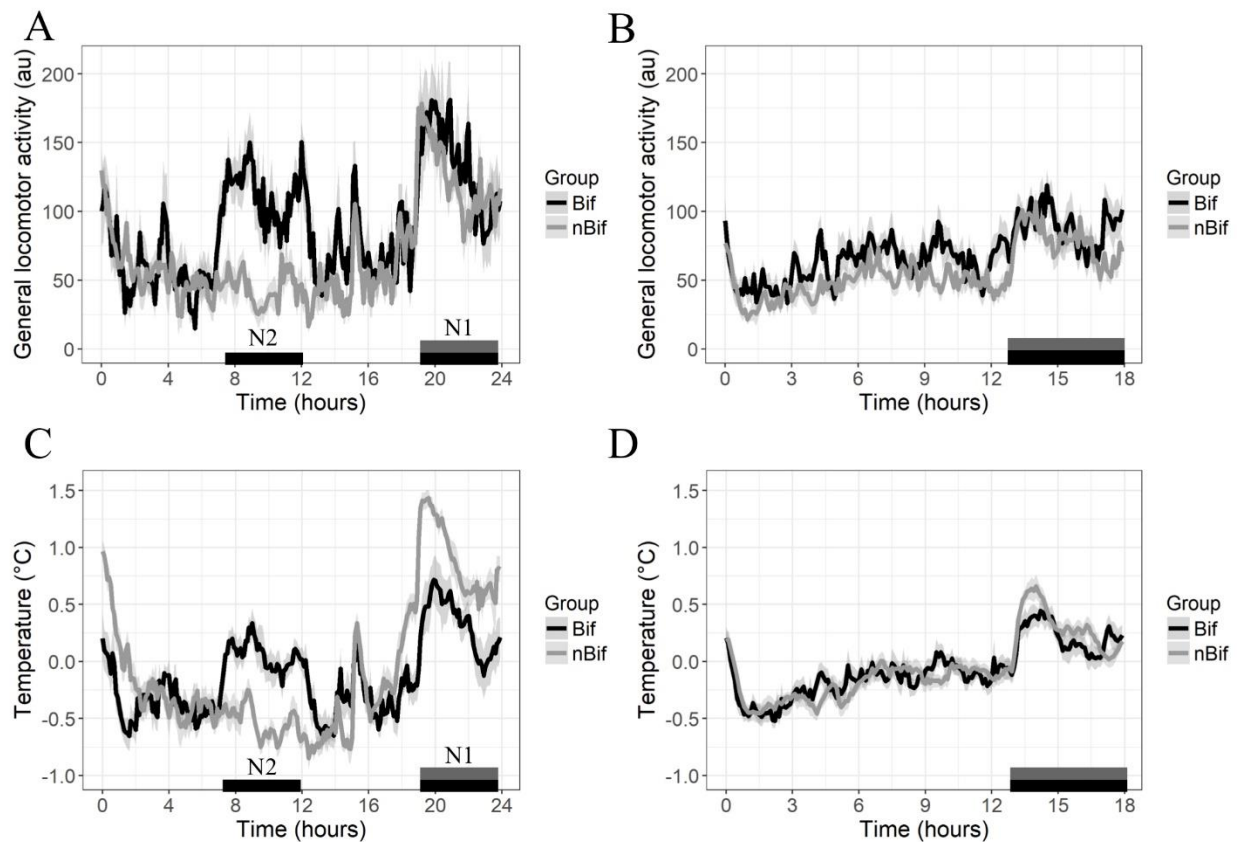 A
General locomotor activity (au)
200
150
100
50
0
N2
N1
0 4 8 12 16 20 24
Time (hours)
Group
Bif
nBif
B
General locomotor activity (au)
200
150
100
50
0
0 3 6 9 12 15 18
Time (hours)
Group
Bif
nBif
C
Temperature (°C)
1.5
1.0
0.5
0.0
-0.5
-1.0
N2
N1
0 4 8 12 16 20 24
Time (hours)
Group
Bif
nBif
D
Temperature (°C)
1.5
1.0
0.5
0.0
-0.5
-1.0
0 3 6 9 12 15 18
Time (hours)
Group
Bif
nBif